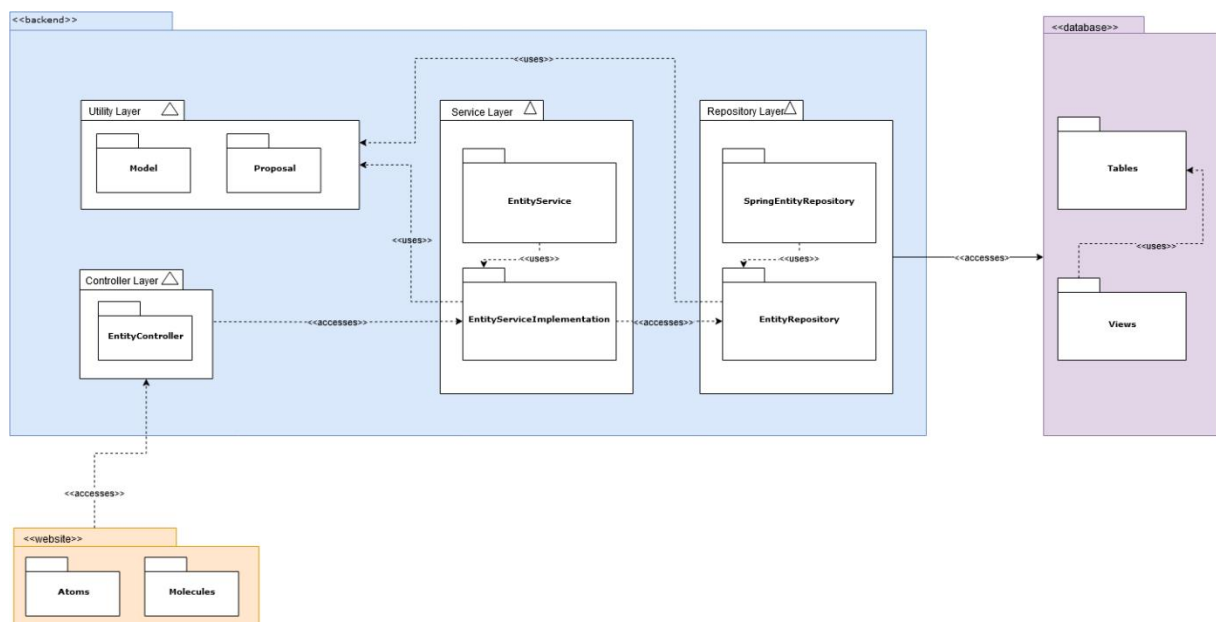 <<backend>>
<<database>>
<<uses>>
Utility Layer
Service Layer
Repository Layer
Model
Proposal
Tables
EntityService
SpringEntityRepository
<<uses>>
<<uses>>
<<uses>>
<<uses>>
<<accesses>>
Controller Layer
EntityController
<<accesses>>
EntityServiceImplementation
<<accesses>>
EntityRepository
Views
<<accesses>>
<<website>>
Atoms
Molecules